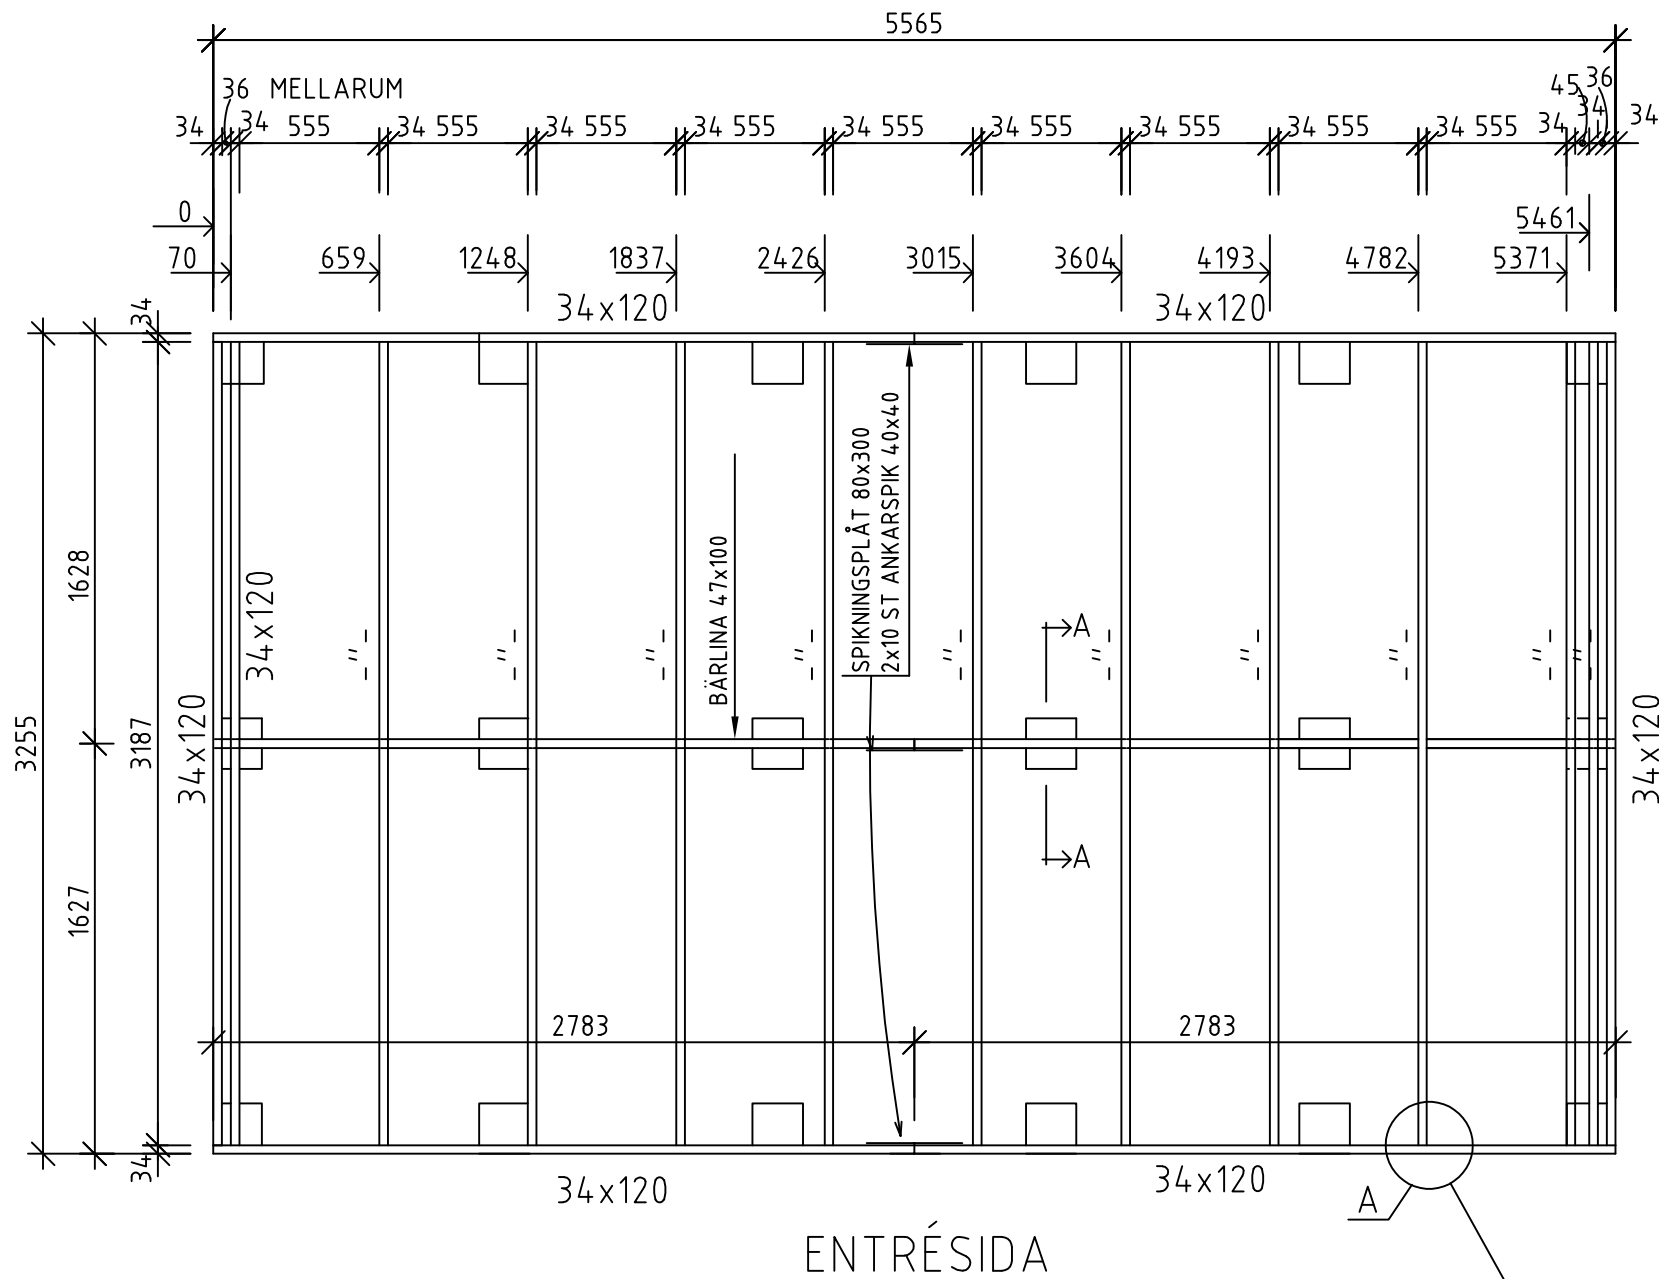 5565
36 MELLARUM
45 36
34 34 555 34 555 34 555 34 555 34 555 34 555 34 555 34 555 34 555 34 34 34
0
5461
70 659 1248 1837 2426 3015 3604 4193 4782 5371
34x120 34x120
34
3255
1628
1627
3187
34
34x120
34x120
BÄRLINA 47x100
SPIKNINGSPLÅT 80x300
2x10 ST ANKARSPIK 40x40
-"- -"- -"- -"- -"- -"- -"- -"- -"- -"-
A
A
34x120
2783 2783
34x120 34x120
A
ENTRÉSIDA